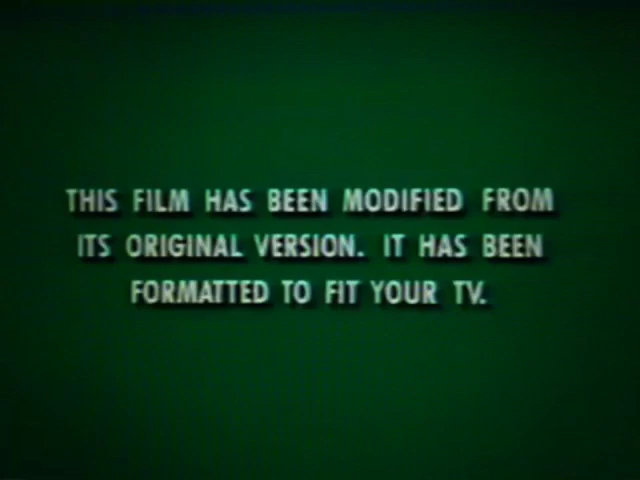 THIS FILM HAS BEEN MODIFIED FROM
ITS ORIGINAL VERSION. IT HAS BEEN
FORMATTED TO FIT YOUR TV.